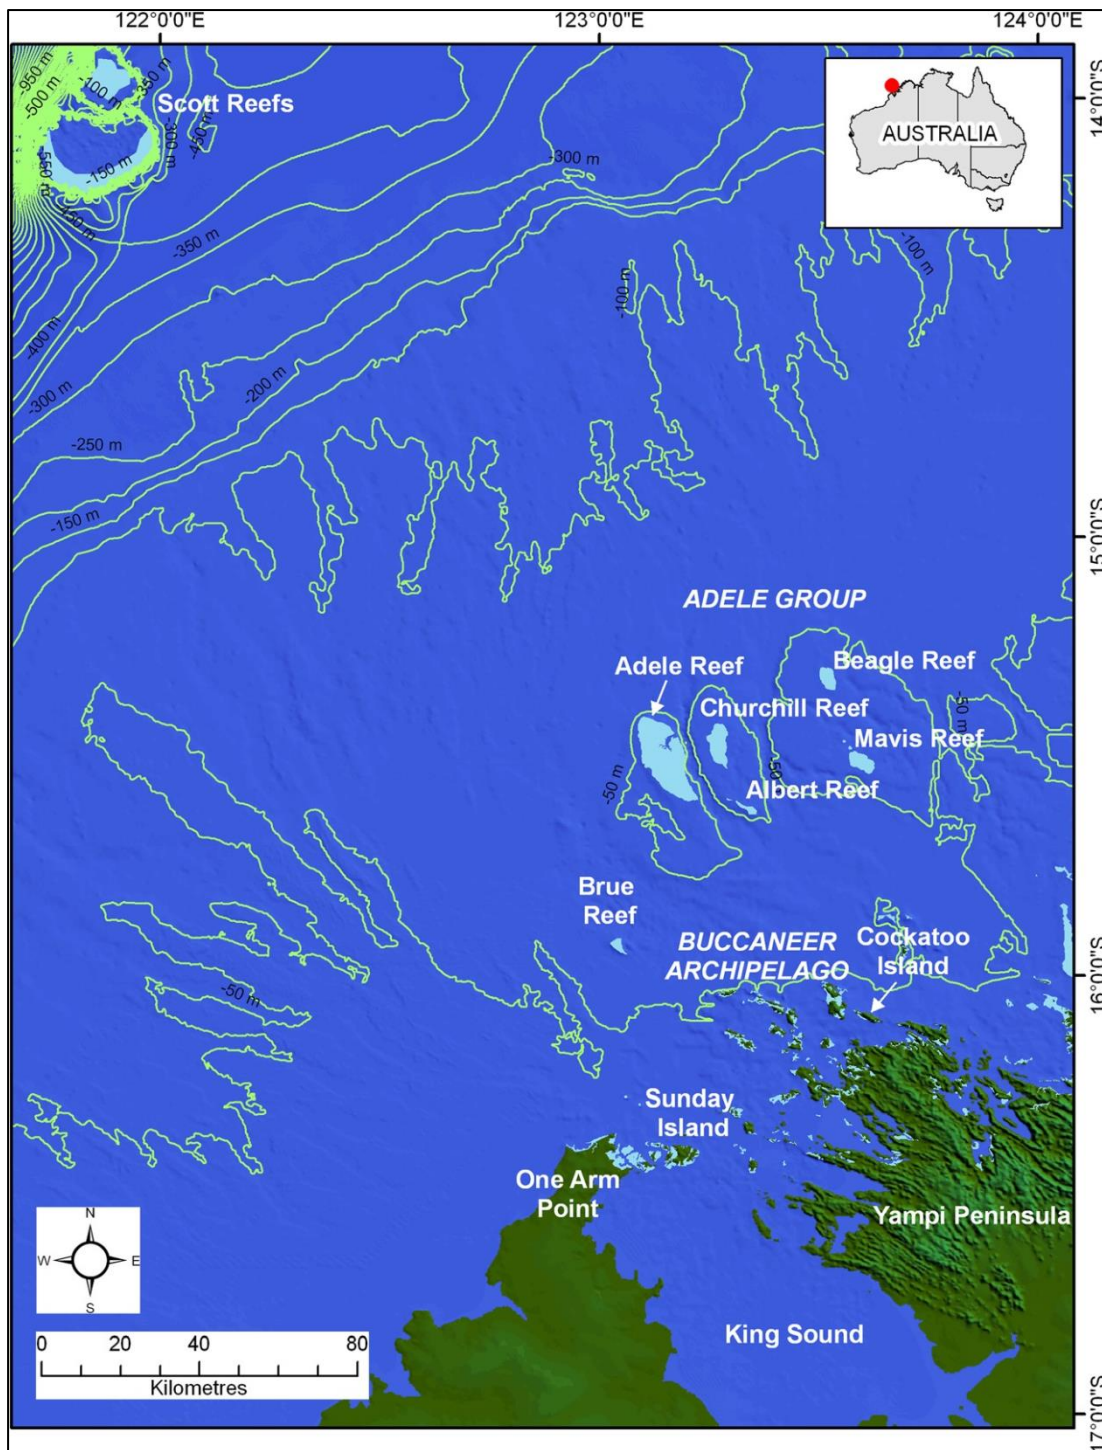 122°0'0"E
123°0'0"E
124°0'0"E
-950 m
-500 m
-100 m
-350 m
Scott Reefs
-300 m
-450 m
-150 m
-550 m
-450 m
-350 m
-300 m
-400 m
-300 m
-250 m
-200 m
-150 m
-100 m
-100 m
AUSTRALIA
14°0'0"S
15°0'0"S
ADELE GROUP
Adele Reef
Beagle Reef
Churchill Reef
Mavis Reef
Albert Reef
-50 m
-50
-50 m
Brue
Reef
BUCCANEER
ARCHIPELAGO
Cockatoo
Island
-50 m
16°0'0"S
Sunday
Island
One Arm
Point
Yampi Peninsula
King Sound
N
W
E
S
0 20 40 80
Kilometres
17°0'0"S